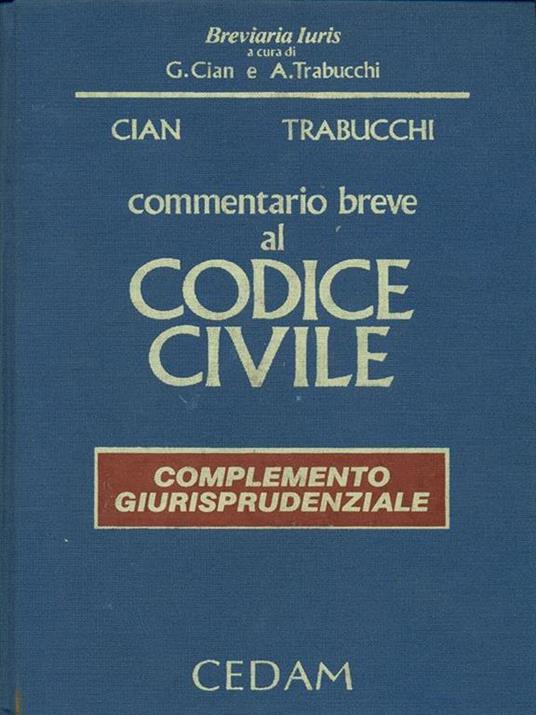 Breviaria Iuris
a cura di
G. Cian e A. Trabucchi
CIAN TRABUCCHI
commentario breve
al
CODICE
CIVILE
COMPLEMENTO
GIURISPRUDENZIALE
CEDAM